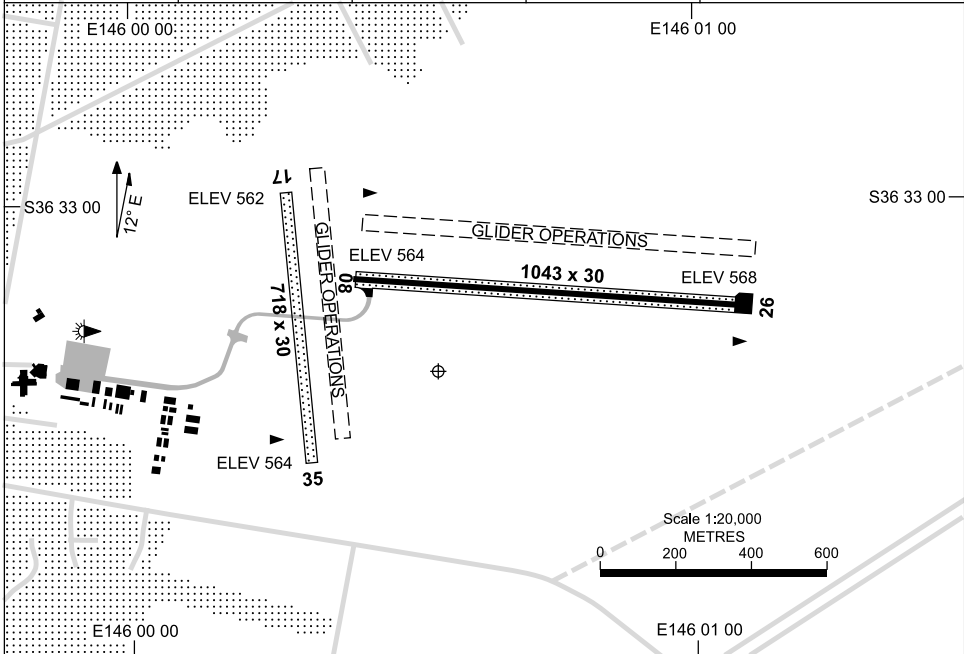 E146 00 00
E146 01 00
17
ELEV 562
S36 33 00
S36 33 00
12° E
GLIDER OPERATIONS
ELEV 564
1043 x 30
ELEV 568
08
26
GLIDER OPERATIONS
718 x 30
ELEV 564
35
Scale 1:20,000
METRES
0 200 400 600
E146 00 00
E146 01 00